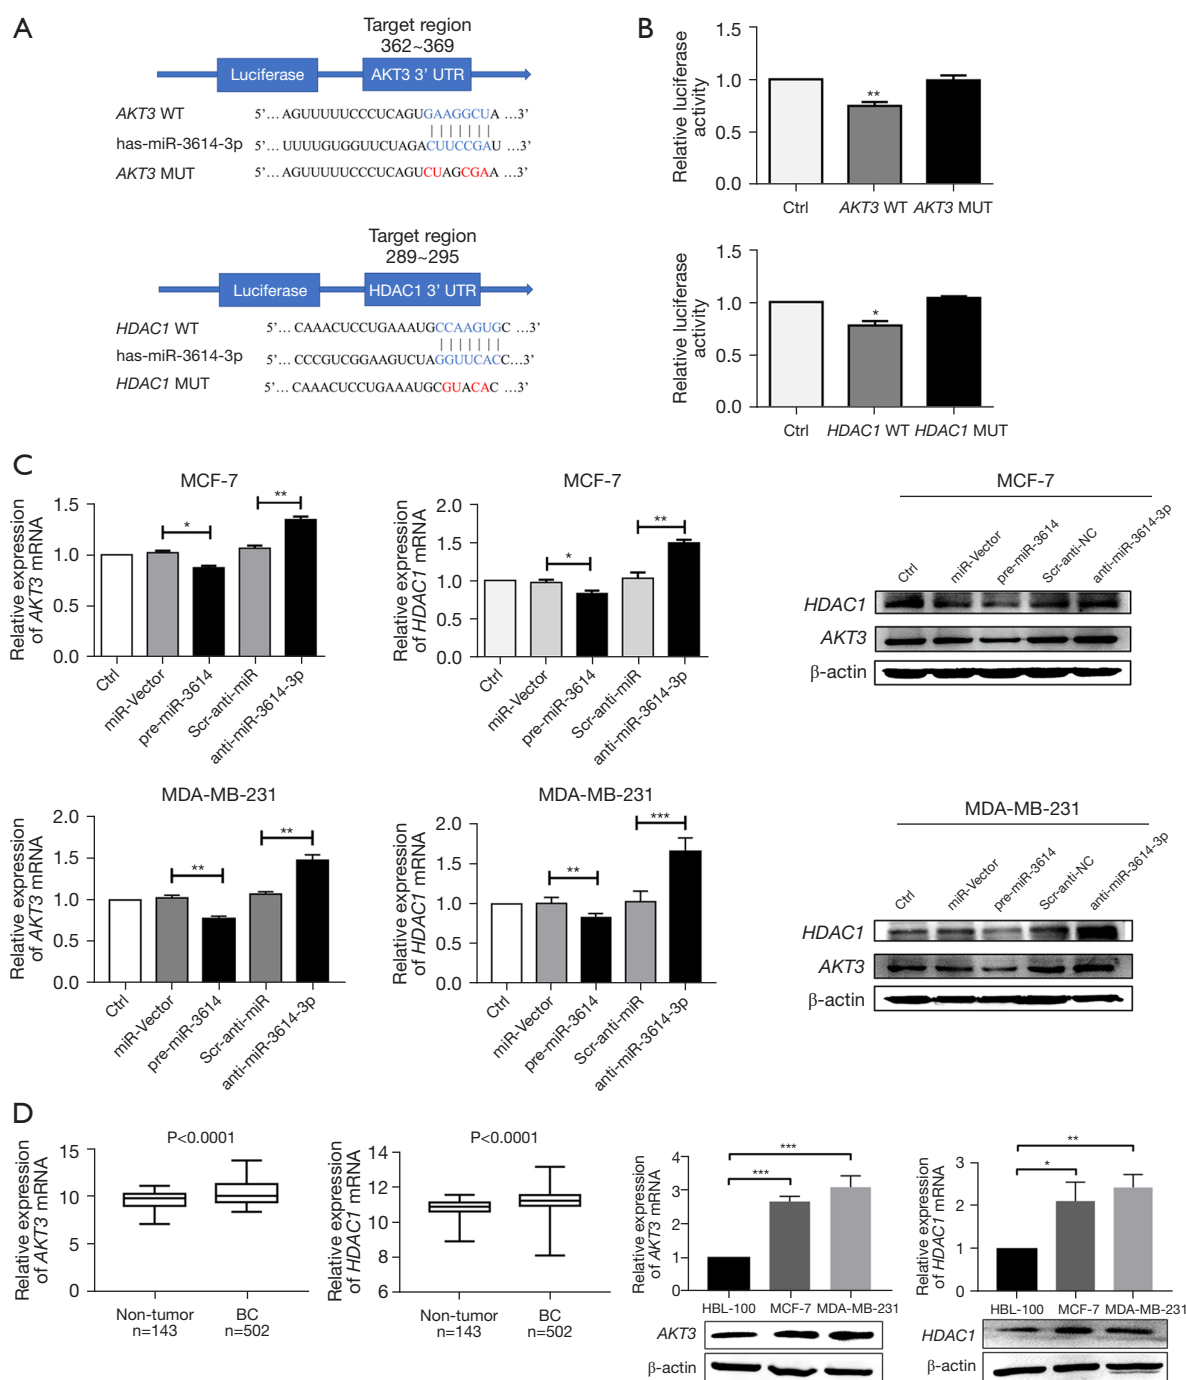 A
Target region
362~369
Luciferase
AKT3 3' UTR
AKT3 WT
5'... AGUUUUUCCCUCAGUGAAGGCUA ...3'
has-miR-3614-3p
5'... UUUUGUGGUUCUAGACUUCCGAU ...3'
AKT3 MUT
5'... AGUUUUUCCCUCAGUCUAGCGAA ...3'
Target region
289~295
Luciferase
HDAC1 3' UTR
HDAC1 WT
5'... CAAACUCCUGAAAUGCCAAGUGC ...3'
has-miR-3614-3p
5'... CCCGUCGGAAGUCUAGGUUCACC...3'
HDAC1 MUT
5'... CAAACUCCUGAAAUGCGUACAC ...3'
B
Relative luciferase
activity
1.5
1.0
0.5
0.0
**
Ctrl
AKT3 WT
AKT3 MUT
Relative luciferase
activity
1.5
1.0
0.5
0.0
*
Ctrl
HDAC1 WT
HDAC1 MUT
C
MCF-7
Relative expression
of AKT3 mRNA
1.5
1.0
0.5
0.0
*
**
Ctrl
miR-Vector
pre-miR-3614
Scr-anti-miR
anti-miR-3614-3p
MCF-7
Relative expression
of HDAC1 mRNA
2.0
1.5
1.0
0.5
0.0
*
**
Ctrl
miR-Vector
pre-miR-3614
Scr-anti-miR
anti-miR-3614-3p
MCF-7
Ctrl
miR-Vector
pre-miR-3614
Scr-anti-NC
anti-miR-3614-3p
HDAC1
AKT3
β-actin
MDA-MB-231
Relative expression
of AKT3 mRNA
2.0
1.5
1.0
0.5
0.0
**
**
Ctrl
miR-Vector
pre-miR-3614
Scr-anti-miR
anti-miR-3614-3p
MDA-MB-231
Relative expression
of HDAC1 mRNA
2.0
1.5
1.0
0.5
0.0
**
***
Ctrl
miR-Vector
pre-miR-3614
Scr-anti-miR
anti-miR-3614-3p
MDA-MB-231
Ctrl
miR-Vector
pre-miR-3614
Scr-anti-NC
anti-miR-3614-3p
HDAC1
AKT3
β-actin
D
P<0.0001
Relative expression
of AKT3 mRNA
15
10
5
0
Non-tumor
n=143
BC
n=502
P<0.0001
Relative expression
of HDAC1 mRNA
14
12
10
8
6
Non-tumor
n=143
BC
n=502
Relative expression
of AKT3 mRNA
4
3
2
1
0
***
***
HBL-100
MCF-7
MDA-MB-231
AKT3
β-actin
Relative expression
of HDAC1 mRNA
3
2
1
0
**
*
HBL-100
MCF-7
MDA-MB-231
HDAC1
β-actin